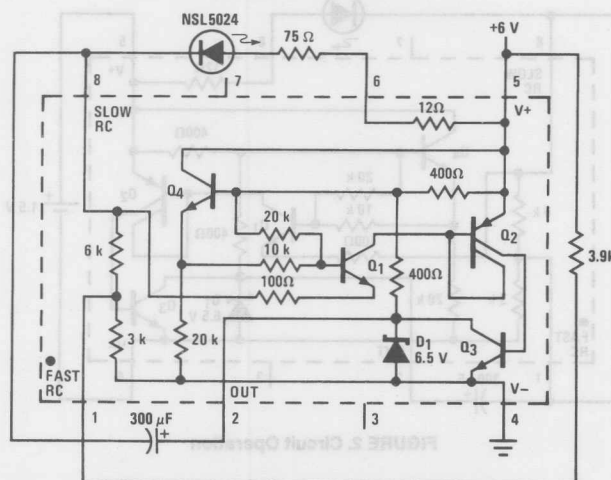 NSL5024
75 Ω
+6 V
8
7
6
5
SLOW
RC
12Ω
V+
Q4
400Ω
20 k
Q2
6 k
10 k
Q1
3.9k
100Ω
400Ω
3 k
20 k
D1
6.5 V
Q3
FAST
RC
OUT
V−
1
300 μF
+
2
3
4
FIGURE 2. Circuit Operation